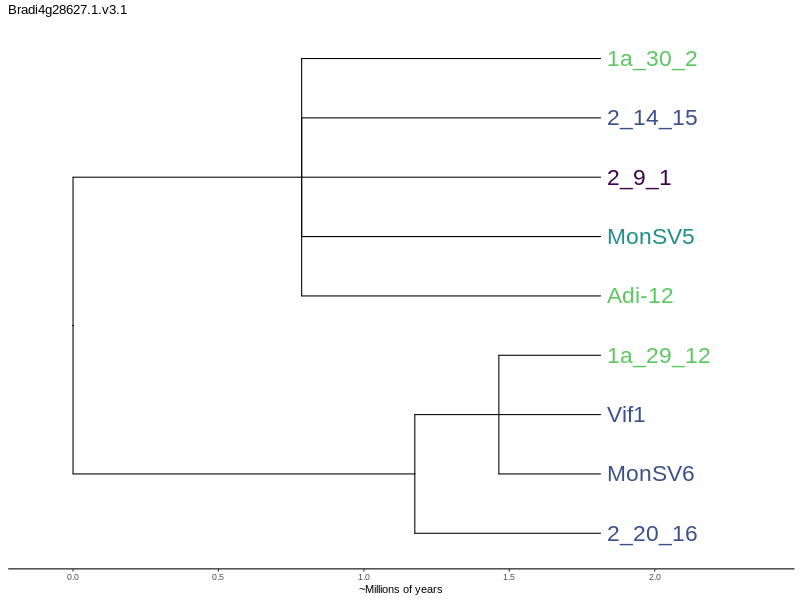 Bradi4g28627.1.v3.1
1a_30_2
2_14_15
2_9_1
MonSV5
Adi-12
1a_29_12
Vif1
MonSV6
2_20_16
0.0 0.5 1.0 1.5 2.0
~Millions of years